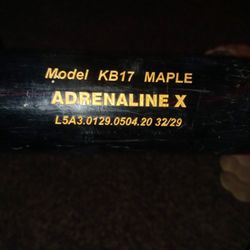 Model KB17 MAPLE
ADRENALINE X
L5A3.0129.0504.20 32/29